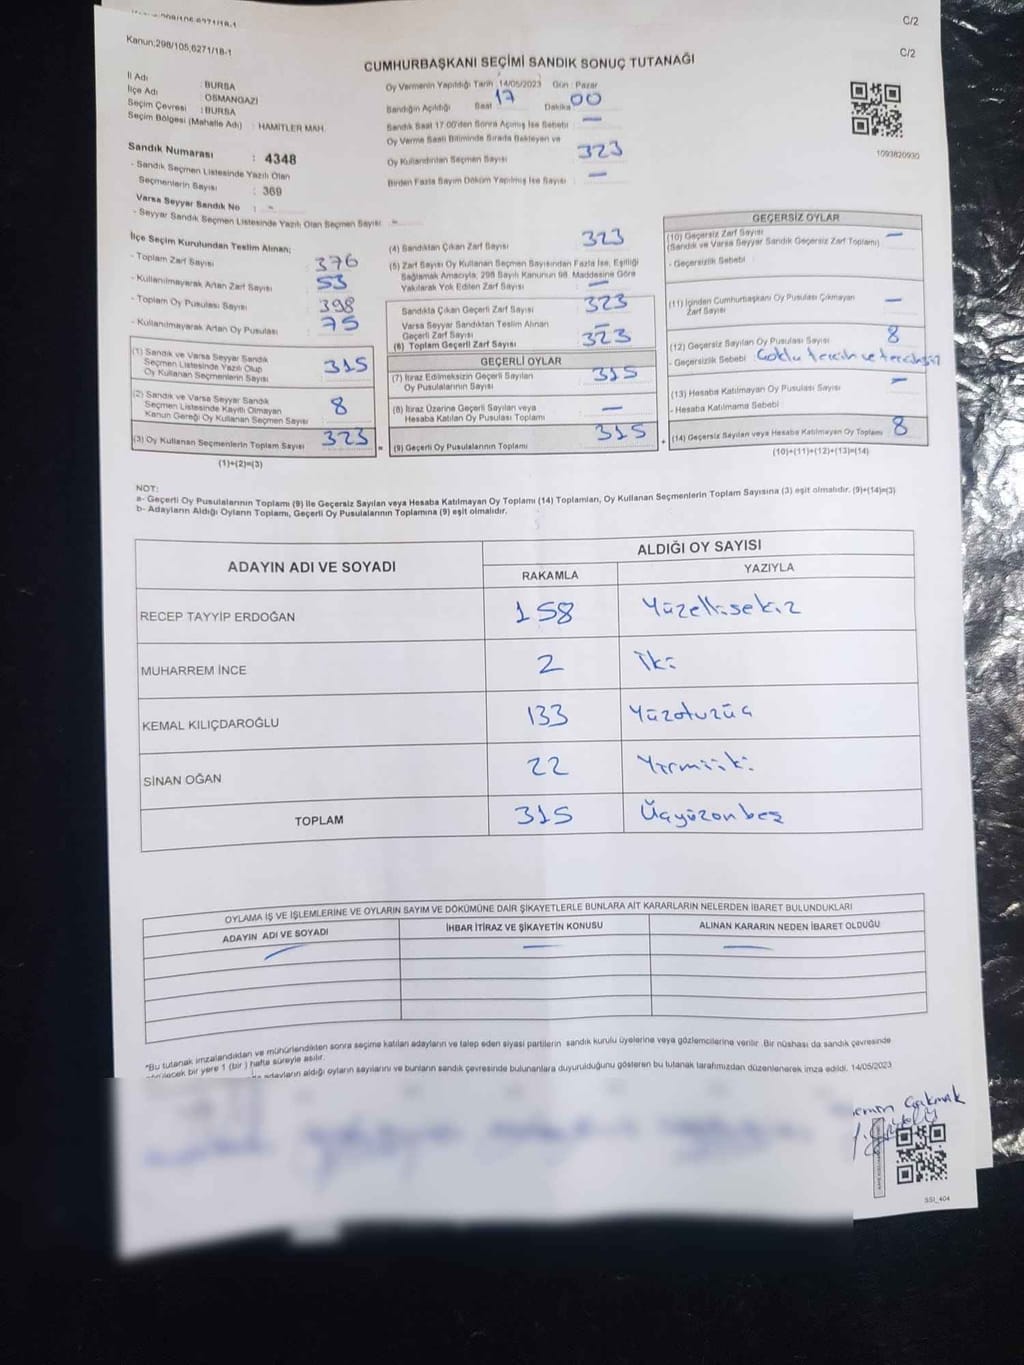 Kanun;298/105;6271/18-1
C/2
C/2
CUMHURBAŞKANI SEÇİMİ SANDIK SONUÇ TUTANAĞI
İl Adı : BURSA
İlçe Adı : OSMANGAZİ
Seçim Çevresi : BURSA
Seçim Bölgesi (Mahalle Adı) : HAMİTLER MAH.
Sandık Numarası : 4348
- Sandık Seçmen Listesinde Yazılı Olan
Seçmenlerin Sayısı : 369
Varsa Seyyar Sandık No : -
- Seyyar Sandık Seçmen Listesinde Yazılı Olan Seçmen Sayısı : -
Oy Vermenin Yapıldığı Tarih : 14/05/2023 Gün : Pazar
Sandığın Açıldığı Saat 17 Dakika 00
Sandık Saat 17:00'den Sonra Açılmış İse Sebebi : —
Oy Verme Saati Bitiminde Sırada Bekleyen ve
Oy Kullandırılan Seçmen Sayısı : 323
Birden Fazla Sayım Döküm Yapılmış İse Sayısı : —
1093820930
İlçe Seçim Kurulundan Teslim Alınan;
- Toplam Zarf Sayısı : 376
- Kullanılmayarak Artan Zarf Sayısı : 53
- Toplam Oy Pusulası Sayısı : 398
- Kullanılmayarak Artan Oy Pusulası : 75
(1) Sandık ve Varsa Seyyar Sandık
Seçmen Listesinde Yazılı Olup
Oy Kullanan Seçmenlerin Sayısı 315
(2) Sandık ve Varsa Seyyar Sandık
Seçmen Listesinde Kayıtlı Olmayan
Kanun Gereği Oy Kullanan Seçmen Sayısı 8
(3) Oy Kullanan Seçmenlerin Toplam Sayısı 323
(1)+(2)=(3)
(4) Sandıktan Çıkan Zarf Sayısı : 323
(5) Zarf Sayısı Oy Kullanan Seçmen Sayısından Fazla İse, Eşitliği
Sağlamak Amacıyla, 298 Sayılı Kanunun 98. Maddesine Göre
Yakılarak Yok Edilen Zarf Sayısı : —
Sandıkta Çıkan Geçerli Zarf Sayısı : 323
Varsa Seyyar Sandıktan Teslim Alınan
Geçerli Zarf Sayısı : —
(6) Toplam Geçerli Zarf Sayısı : 323
GEÇERLİ OYLAR
(7) İtiraz Edilmeksizin Geçerli Sayılan
Oy Pusulalarının Sayısı : 315
(8) İtiraz Üzerine Geçerli Sayılan veya
Hesaba Katılan Oy Pusulası Toplamı : —
(9) Geçerli Oy Pusulalarının Toplamı 315
GEÇERSİZ OYLAR
(10) Geçersiz Zarf Sayısı
(Sandık ve Varsa Seyyar Sandık Geçersiz Zarf Toplamı) : —
- Geçersizlik Sebebi :
(11) İçinden Cumhurbaşkanı Oy Pusulası Çıkmayan
Zarf Sayısı : —
(12) Geçersiz Sayılan Oy Pusulası Sayısı : 8
- Geçersizlik Sebebi : Çoklu tercih ve tercihsiz
(13) Hesaba Katılmayan Oy Pusulası Sayısı : —
- Hesaba Katılmama Sebebi
(14) Geçersiz Sayılan veya Hesaba Katılmayan Oy Toplamı 8
(10)+(11)+(12)+(13)=(14)
NOT:
a- Geçerli Oy Pusulalarının Toplamı (9) ile Geçersiz Sayılan veya Hesaba Katılmayan Oy Toplamı (14) Toplamları, Oy Kullanan Seçmenlerin Toplam Sayısına (3) eşit olmalıdır. (9)+(14)=(3)
b- Adayların Aldığı Oyların Toplamı, Geçerli Oy Pusulalarının Toplamına (9) eşit olmalıdır.
ADAYIN ADI VE SOYADI
ALDIĞI OY SAYISI
RAKAMLA YAZIYLA
RECEP TAYYİP ERDOĞAN 158 Yüzellisekiz
MUHARREM İNCE 2 İki
KEMAL KILIÇDAROĞLU 133 Yüzotuzüç
SİNAN OĞAN 22 Yirmiiki
TOPLAM 315 Üçyüzonbeş
OYLAMA İŞ VE İŞLEMLERİNE VE OYLARIN SAYIM VE DÖKÜMÜNE DAİR ŞİKAYETLERLE BUNLARA AİT KARARLARIN NELERDEN İBARET BULUNDUKLARI
ADAYIN ADI VE SOYADI İHBAR İTİRAZ VE ŞİKAYETİN KONUSU ALINAN KARARIN NEDEN İBARET OLDUĞU
— — —
*Bu tutanak imzalandıktan ve mühürlendikten sonra seçime katılan adayların ve talep eden siyasi partilerin sandık kurulu üyelerine veya gözlemcilerine verilir. Bir nüshası da sandık çevresinde
görülecek bir yere 1 (bir) hafta süreyle asılır.
adayların aldığı oyların sayılarını ve bunların sandık çevresinde bulunanlara duyurulduğunu gösteren bu tutanak tarafımızdan düzenlenerek imza edildi. 14/05/2023
Çakmak
SSI_404